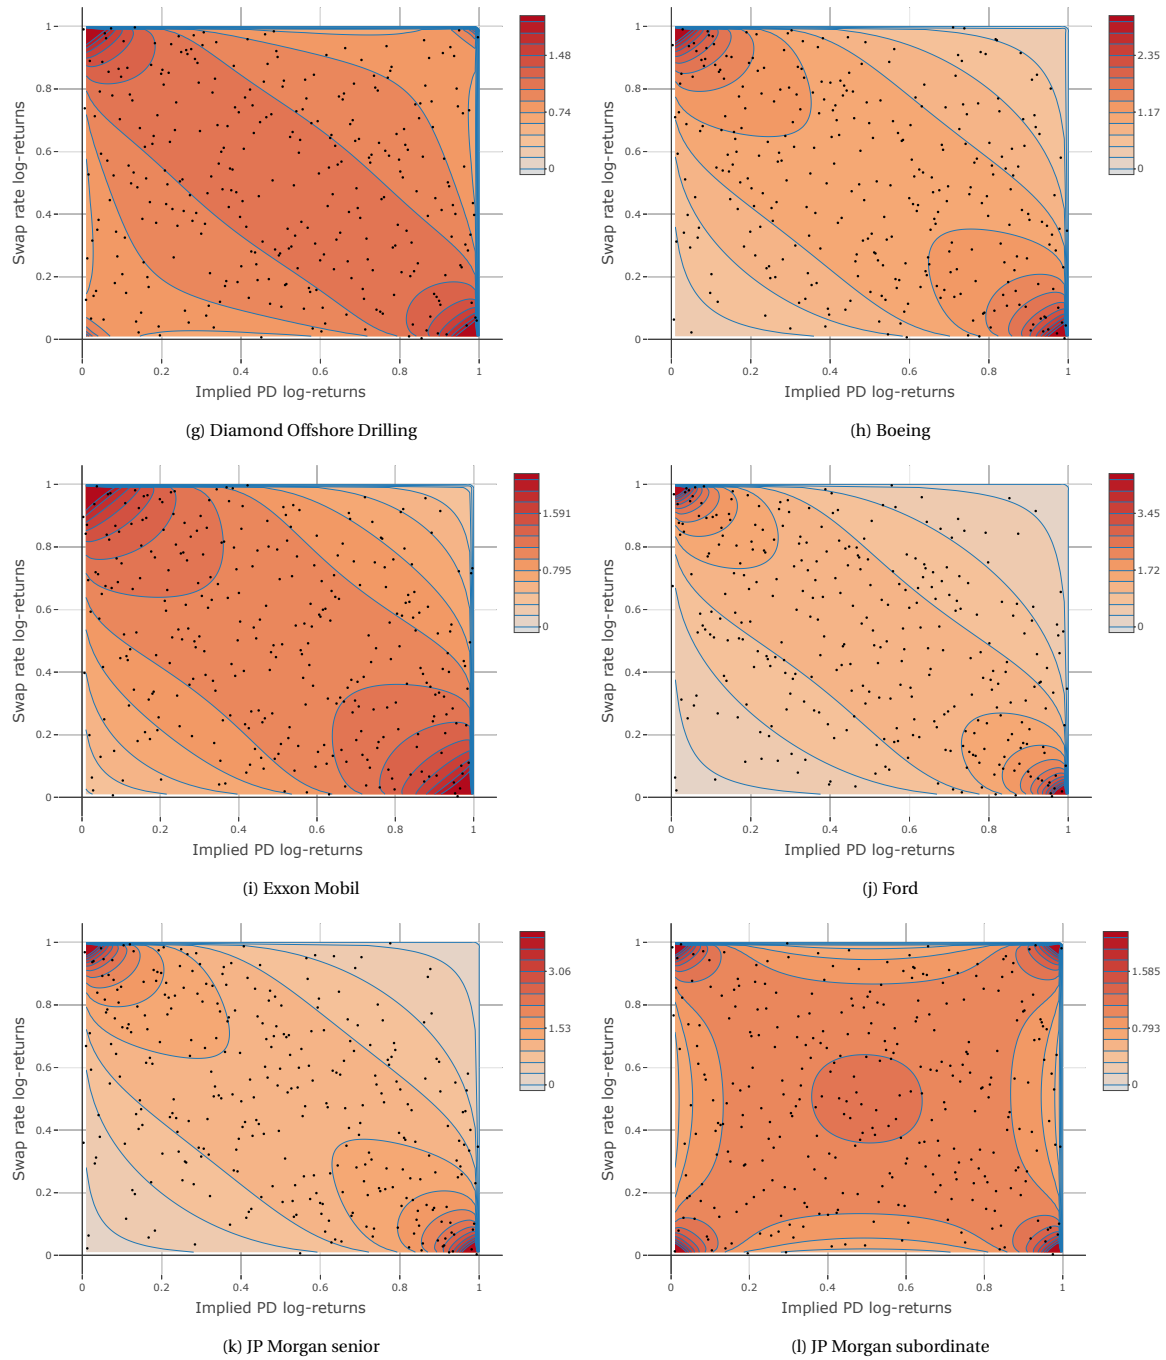 1
0.8
0.6
0.4
0.2
0
Swap rate log-returns
0 0.2 0.4 0.6 0.8 1
Implied PD log-returns
1.48
0.74
0
(g) Diamond Offshore Drilling
1
0.8
0.6
0.4
0.2
0
Swap rate log-returns
0 0.2 0.4 0.6 0.8 1
Implied PD log-returns
2.35
1.17
0
(h) Boeing
1
0.8
0.6
0.4
0.2
0
Swap rate log-returns
0 0.2 0.4 0.6 0.8 1
Implied PD log-returns
1.591
0.795
0
(i) Exxon Mobil
1
0.8
0.6
0.4
0.2
0
Swap rate log-returns
0 0.2 0.4 0.6 0.8 1
Implied PD log-returns
3.45
1.72
0
(j) Ford
1
0.8
0.6
0.4
0.2
0
Swap rate log-returns
0 0.2 0.4 0.6 0.8 1
Implied PD log-returns
3.06
1.53
0
(k) JP Morgan senior
1
0.8
0.6
0.4
0.2
0
Swap rate log-returns
0 0.2 0.4 0.6 0.8 1
Implied PD log-returns
1.585
0.793
0
(l) JP Morgan subordinate